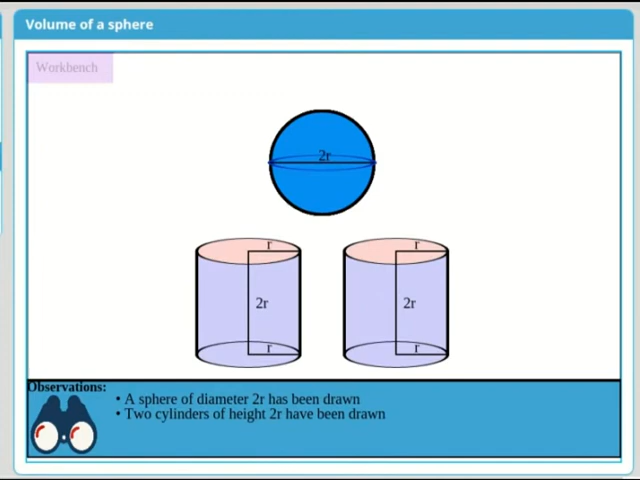 Volume of a sphere
Workbench
2r
r
r
2r
2r
r
r
Observations:
• A sphere of diameter 2r has been drawn
• Two cylinders of height 2r have been drawn